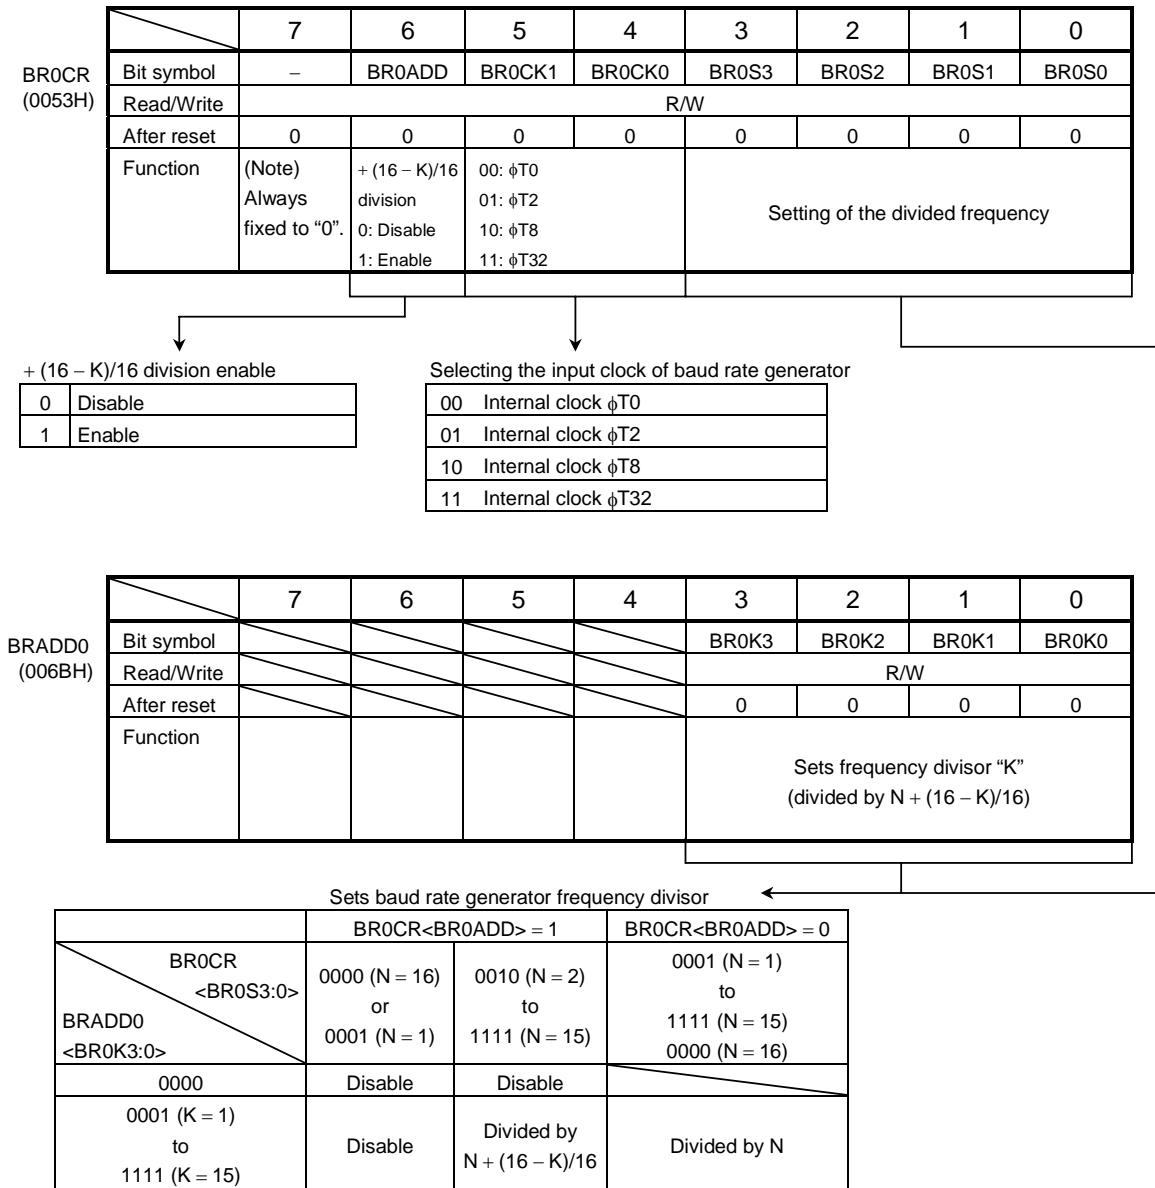 7 6 5 4 3 2 1 0
BR0CR (0053H)
Bit symbol – BR0ADD BR0CK1 BR0CK0 BR0S3 BR0S2 BR0S1 BR0S0
Read/Write R/W
After reset 0 0 0 0 0 0 0 0
Function
(Note)
Always
fixed to “0”.
+ (16 – K)/16
division
0: Disable
1: Enable
00: ϕT0
01: ϕT2
10: ϕT8
11: ϕT32
Setting of the divided frequency
+ (16 – K)/16 division enable
0 Disable
1 Enable
Selecting the input clock of baud rate generator
00 Internal clock ϕT0
01 Internal clock ϕT2
10 Internal clock ϕT8
11 Internal clock ϕT32
7 6 5 4 3 2 1 0
BRADD0
(006BH)
Bit symbol BR0K3 BR0K2 BR0K1 BR0K0
Read/Write R/W
After reset 0 0 0 0
Function
Sets frequency divisor “K”
(divided by N + (16 – K)/16)
Sets baud rate generator frequency divisor
BR0CR<BR0ADD> = 1 BR0CR<BR0ADD> = 0
BR0CR
<BR0S3:0>
BRADD0
<BR0K3:0>
0000 (N = 16)
or
0001 (N = 1)
0010 (N = 2)
to
1111 (N = 15)
0001 (N = 1)
to
1111 (N = 15)
0000 (N = 16)
0000 Disable Disable
0001 (K = 1)
to
1111 (K = 15)
Disable
Divided by
N + (16 – K)/16
Divided by N